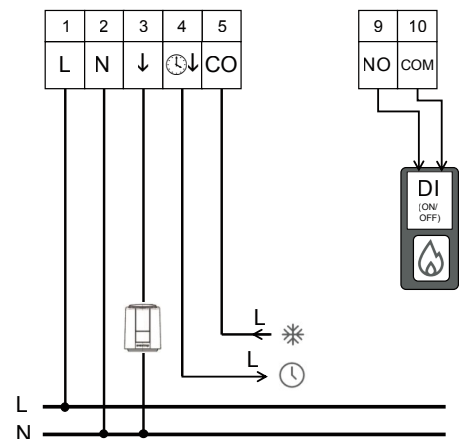 1 2 3 4 5
L N ↓ ↓ CO
9 10
NO COM
DI
(ON/
OFF)
L
L
L
N